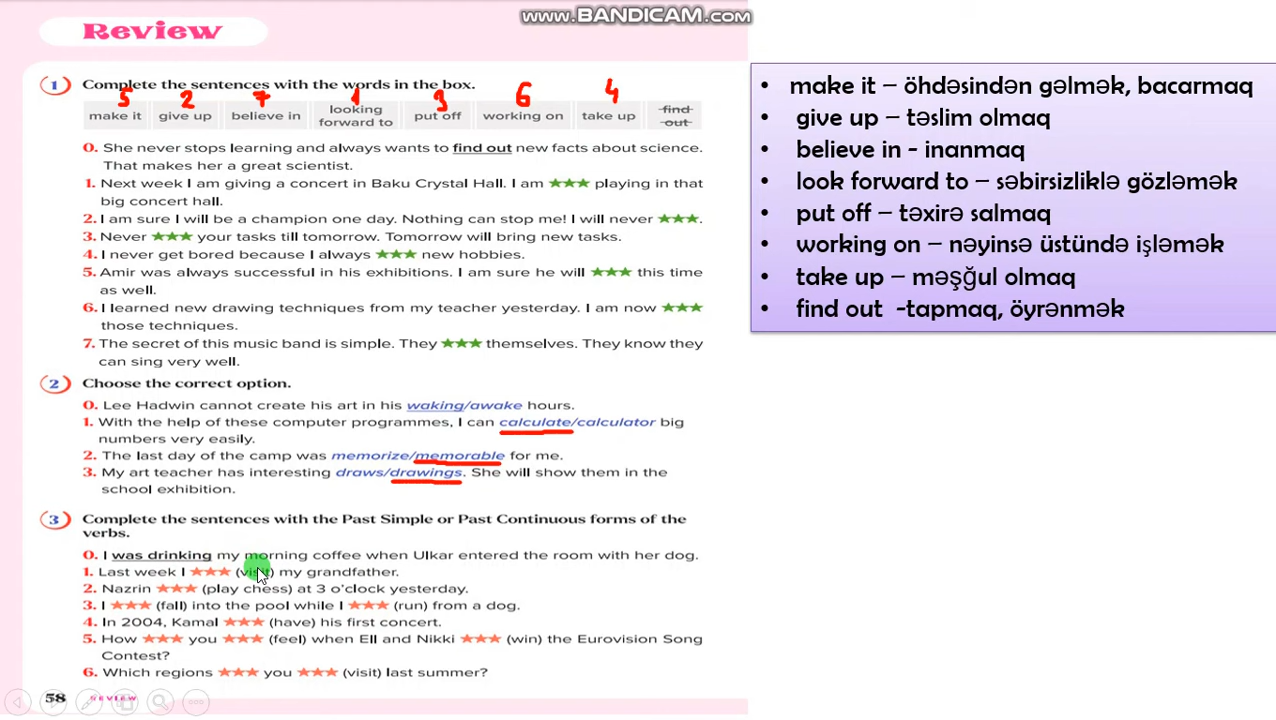 www.BANDICAM.com
Review
1 Complete the sentences with the words in the box.
5 2 7 1 3 6 4
make it give up believe in looking forward to put off working on take up find out
0. She never stops learning and always wants to find out new facts about science.
That makes her a great scientist.
1. Next week I am giving a concert in Baku Crystal Hall. I am ★★★ playing in that
big concert hall.
2. I am sure I will be a champion one day. Nothing can stop me! I will never ★★★.
3. Never ★★★ your tasks till tomorrow. Tomorrow will bring new tasks.
4. I never get bored because I always ★★★ new hobbies.
5. Amir was always successful in his exhibitions. I am sure he will ★★★ this time
as well.
6. I learned new drawing techniques from my teacher yesterday. I am now ★★★
those techniques.
7. The secret of this music band is simple. They ★★★ themselves. They know they
can sing very well.
2 Choose the correct option.
0. Lee Hadwin cannot create his art in his waking/awake hours.
1. With the help of these computer programmes, I can calculate/calculator big
numbers very easily.
2. The last day of the camp was memorize/memorable for me.
3. My art teacher has interesting draws/drawings. She will show them in the
school exhibition.
3 Complete the sentences with the Past Simple or Past Continuous forms of the
verbs.
0. I was drinking my morning coffee when Ulkar entered the room with her dog.
1. Last week I ★★★ (visit) my grandfather.
2. Nazrin ★★★ (play chess) at 3 o'clock yesterday.
3. I ★★★ (fall) into the pool while I ★★★ (run) from a dog.
4. In 2004, Kamal ★★★ (have) his first concert.
5. How ★★★ you ★★★ (feel) when Ell and Nikki ★★★ (win) the Eurovision Song
Contest?
6. Which regions ★★★ you ★★★ (visit) last summer?
58 REVIEW
• make it – öhdəsindən gəlmək, bacarmaq
• give up – təslim olmaq
• believe in - inanmaq
• look forward to – səbirsizliklə gözləmək
• put off – təxirə salmaq
• working on – nəyinsə üstündə işləmək
• take up – məşğul olmaq
• find out -tapmaq, öyrənmək